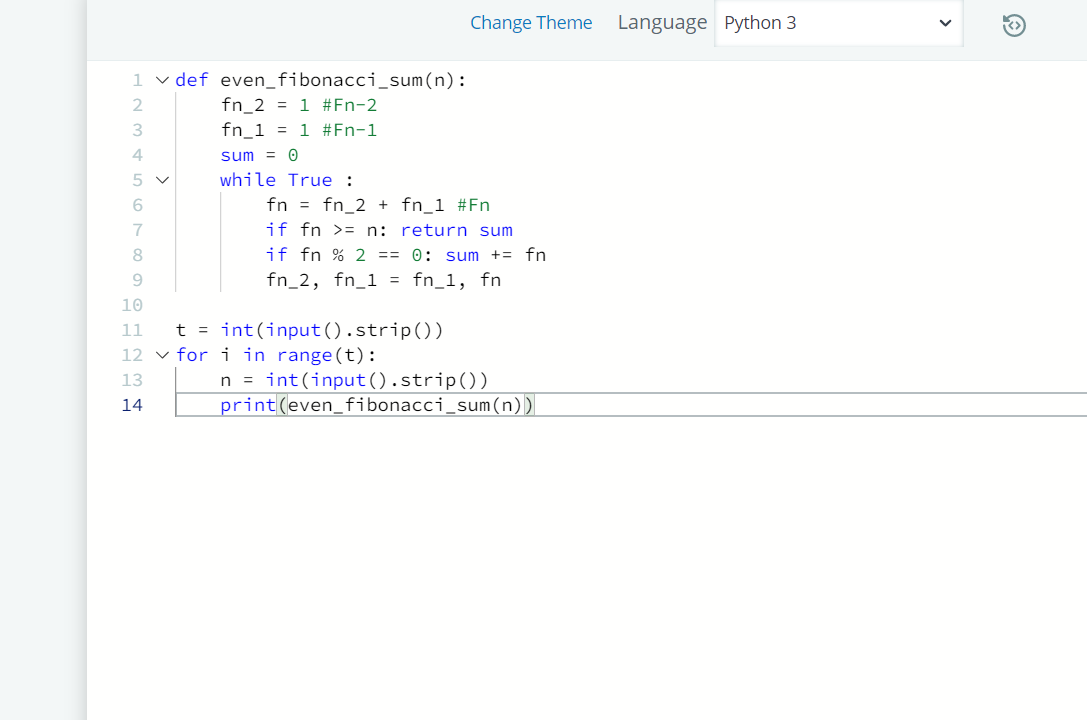 Change Theme Language Python 3
1 def even_fibonacci_sum(n):
2 fn_2 = 1 #Fn-2
3 fn_1 = 1 #Fn-1
4 sum = 0
5 while True :
6 fn = fn_2 + fn_1 #Fn
7 if fn >= n: return sum
8 if fn % 2 == 0: sum += fn
9 fn_2, fn_1 = fn_1, fn
10
11 t = int(input().strip())
12 for i in range(t):
13 n = int(input().strip())
14 print(even_fibonacci_sum(n))